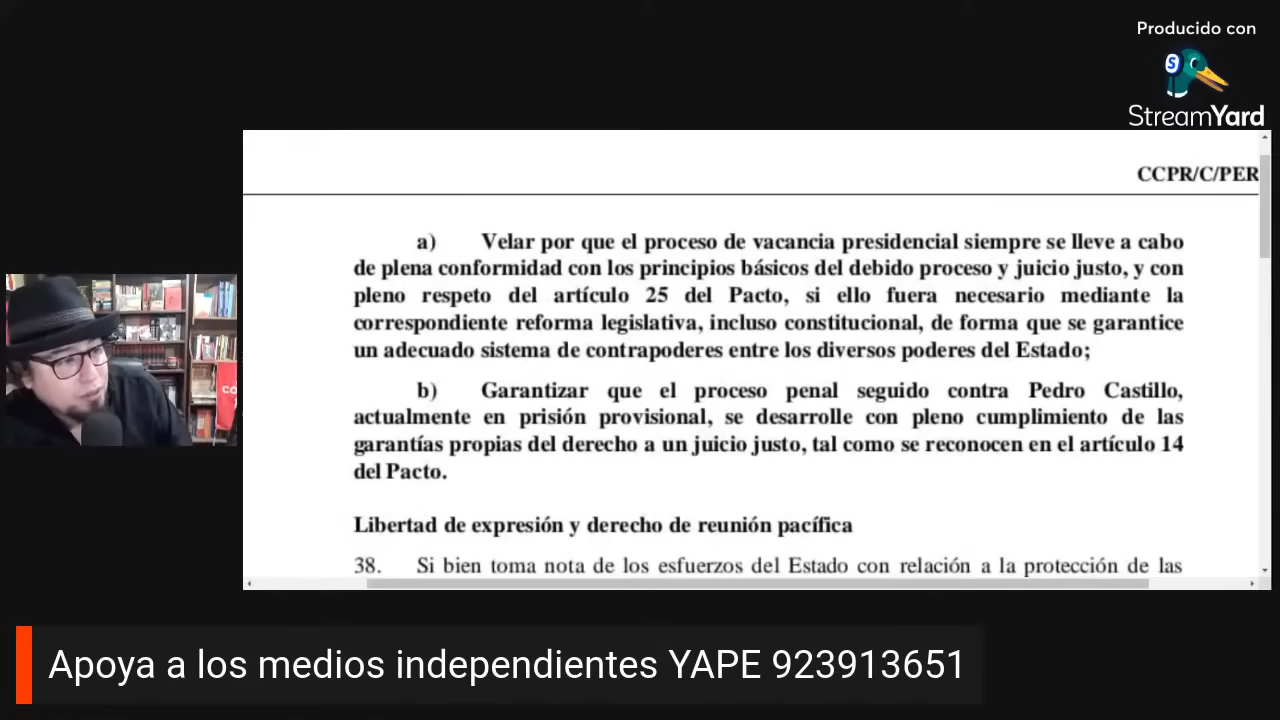 Producido con
StreamYard
CCPR/C/PER
a) Velar por que el proceso de vacancia presidencial siempre se lleve a cabo
de plena conformidad con los principios básicos del debido proceso y juicio justo, y con
pleno respeto del artículo 25 del Pacto, si ello fuera necesario mediante la
correspondiente reforma legislativa, incluso constitucional, de forma que se garantice
un adecuado sistema de contrapoderes entre los diversos poderes del Estado;
b) Garantizar que el proceso penal seguido contra Pedro Castillo,
actualmente en prisión provisional, se desarrolle con pleno cumplimiento de las
garantías propias del derecho a un juicio justo, tal como se reconocen en el artículo 14
del Pacto.
Libertad de expresión y derecho de reunión pacífica
38. Si bien toma nota de los esfuerzos del Estado con relación a la protección de las
Apoya a los medios independientes YAPE 923913651